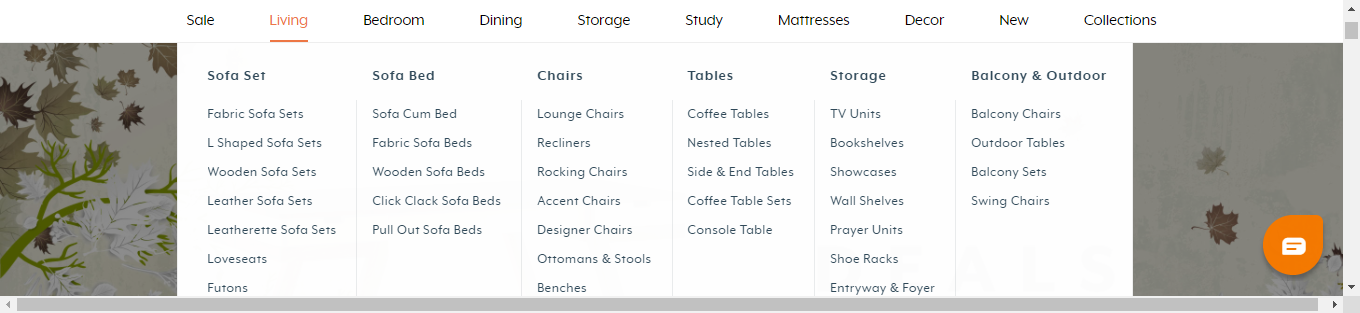 Sale Living Bedroom Dining Storage Study Mattresses Decor New Collections
Sofa Set
Fabric Sofa Sets
L Shaped Sofa Sets
Wooden Sofa Sets
Leather Sofa Sets
Leatherette Sofa Sets
Loveseats
Futons
Sofa Bed
Sofa Cum Bed
Fabric Sofa Beds
Wooden Sofa Beds
Click Clack Sofa Beds
Pull Out Sofa Beds
Chairs
Lounge Chairs
Recliners
Rocking Chairs
Accent Chairs
Designer Chairs
Ottomans & Stools
Benches
Tables
Coffee Tables
Nested Tables
Side & End Tables
Coffee Table Sets
Console Table
Storage
TV Units
Bookshelves
Showcases
Wall Shelves
Prayer Units
Shoe Racks
Entryway & Foyer
Balcony & Outdoor
Balcony Chairs
Outdoor Tables
Balcony Sets
Swing Chairs